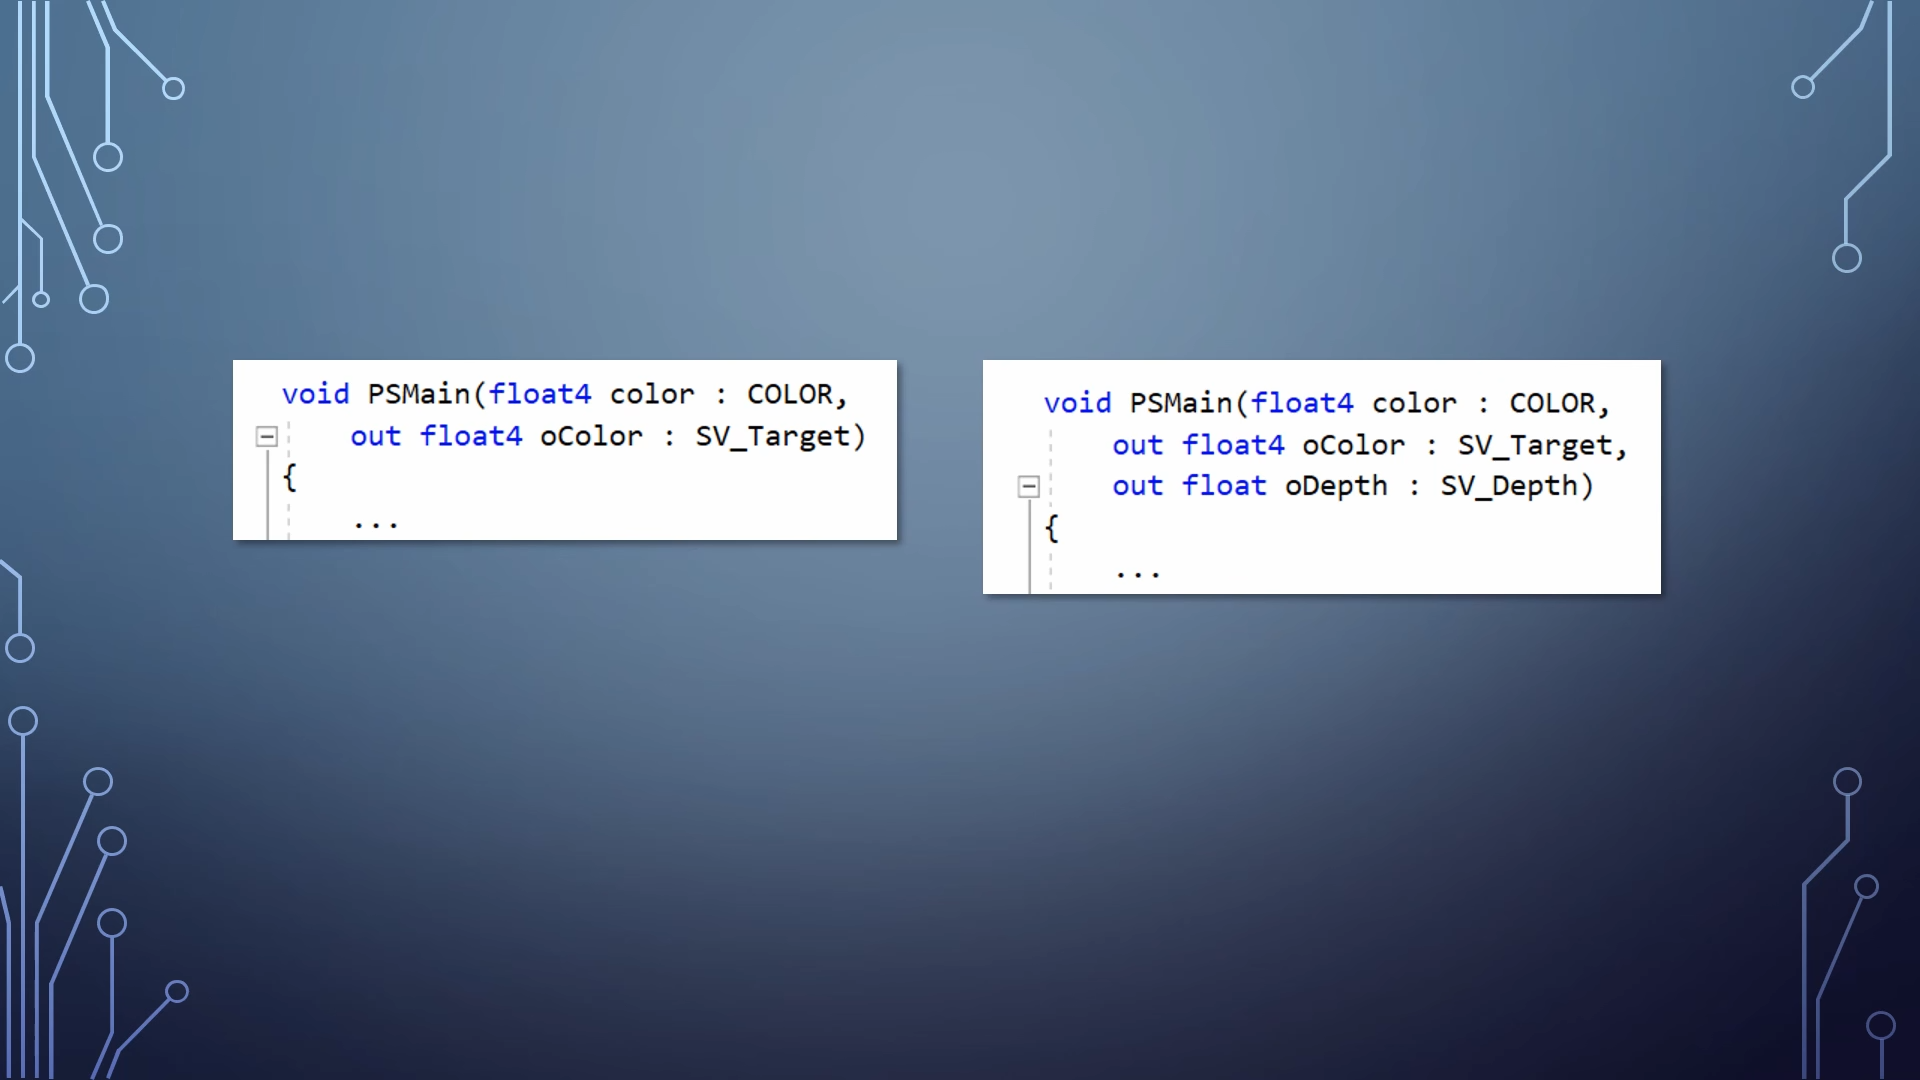 void PSMain(float4 color : COLOR,
out float4 oColor : SV_Target)
{
...
void PSMain(float4 color : COLOR,
out float4 oColor : SV_Target,
out float oDepth : SV_Depth)
{
...